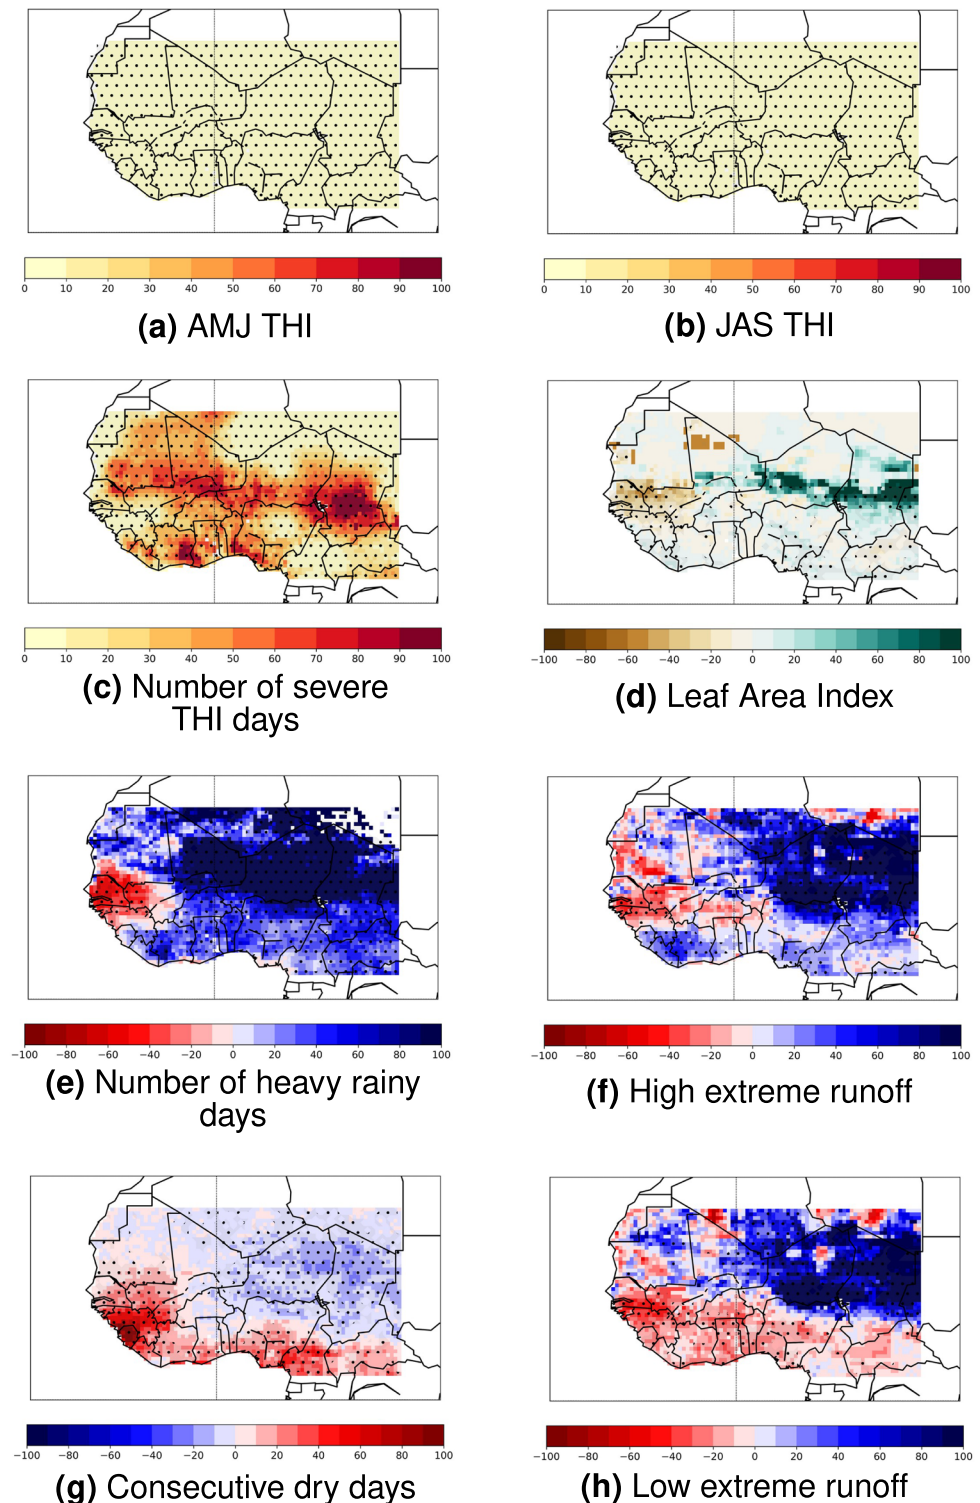 0 10 20 30 40 50 60 70 80 90 100
(a) AMJ THI
0 10 20 30 40 50 60 70 80 90 100
(b) JAS THI
0 10 20 30 40 50 60 70 80 90 100
(c) Number of severe
THI days
−100 −80 −60 −40 −20 0 20 40 60 80 100
(d) Leaf Area Index
−100 −80 −60 −40 −20 0 20 40 60 80 100
(e) Number of heavy rainy
days
−100 −80 −60 −40 −20 0 20 40 60 80 100
(f) High extreme runoff
−100 −80 −60 −40 −20 0 20 40 60 80 100
(g) Consecutive dry days
−100 −80 −60 −40 −20 0 20 40 60 80 100
(h) Low extreme runoff